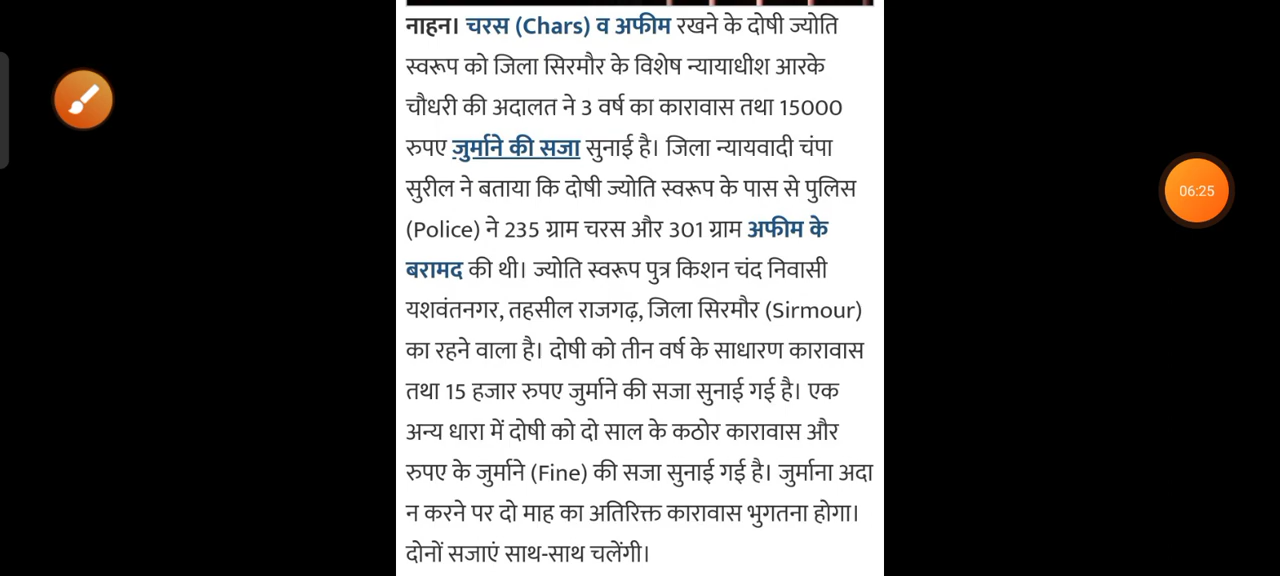 नाहन। चरस (Chars) व अफीम रखने के दोषी ज्योति
स्वरूप को जिला सिरमौर के विशेष न्यायाधीश आरके
चौधरी की अदालत ने 3 वर्ष का कारावास तथा 15000
रुपए जुर्माने की सजा सुनाई है। जिला न्यायवादी चंपा
सुरील ने बताया कि दोषी ज्योति स्वरूप के पास से पुलिस
(Police) ने 235 ग्राम चरस और 301 ग्राम अफीम के
बरामद की थी। ज्योति स्वरूप पुत्र किशन चंद निवासी
यशवंतनगर, तहसील राजगढ़, जिला सिरमौर (Sirmour)
का रहने वाला है। दोषी को तीन वर्ष के साधारण कारावास
तथा 15 हजार रुपए जुर्माने की सजा सुनाई गई है। एक
अन्य धारा में दोषी को दो साल के कठोर कारावास और
रुपए के जुर्माने (Fine) की सजा सुनाई गई है। जुर्माना अदा
न करने पर दो माह का अतिरिक्त कारावास भुगतना होगा।
दोनों सजाएं साथ-साथ चलेंगी।
06:25